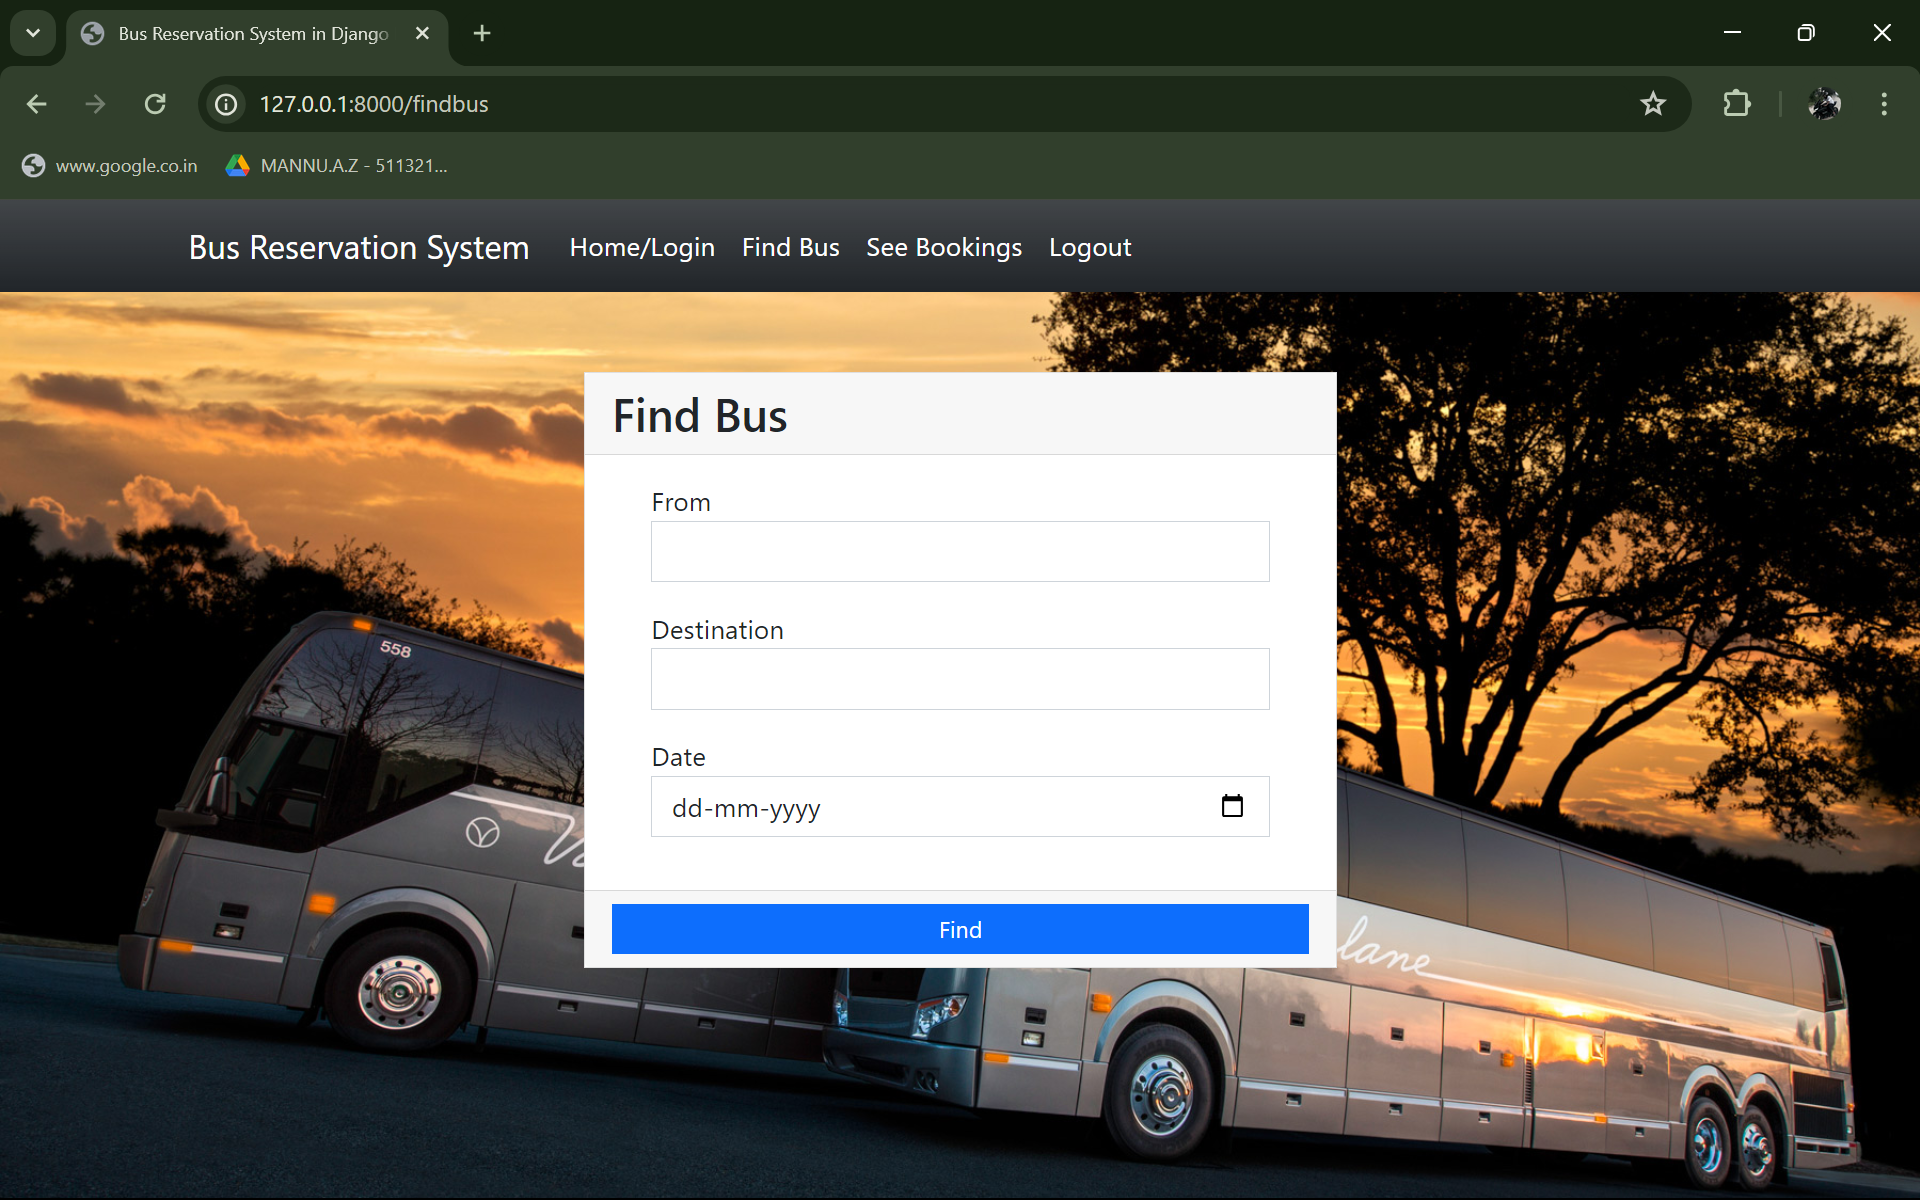 Bus Reservation System in Django
127.0.0.1:8000/findbus
www.google.co.in
MANNU.A.Z - 511321...
Bus Reservation System
Home/Login
Find Bus
See Bookings
Logout
Find Bus
From
Destination
558
Date
dd-mm-yyyy
Find
lane